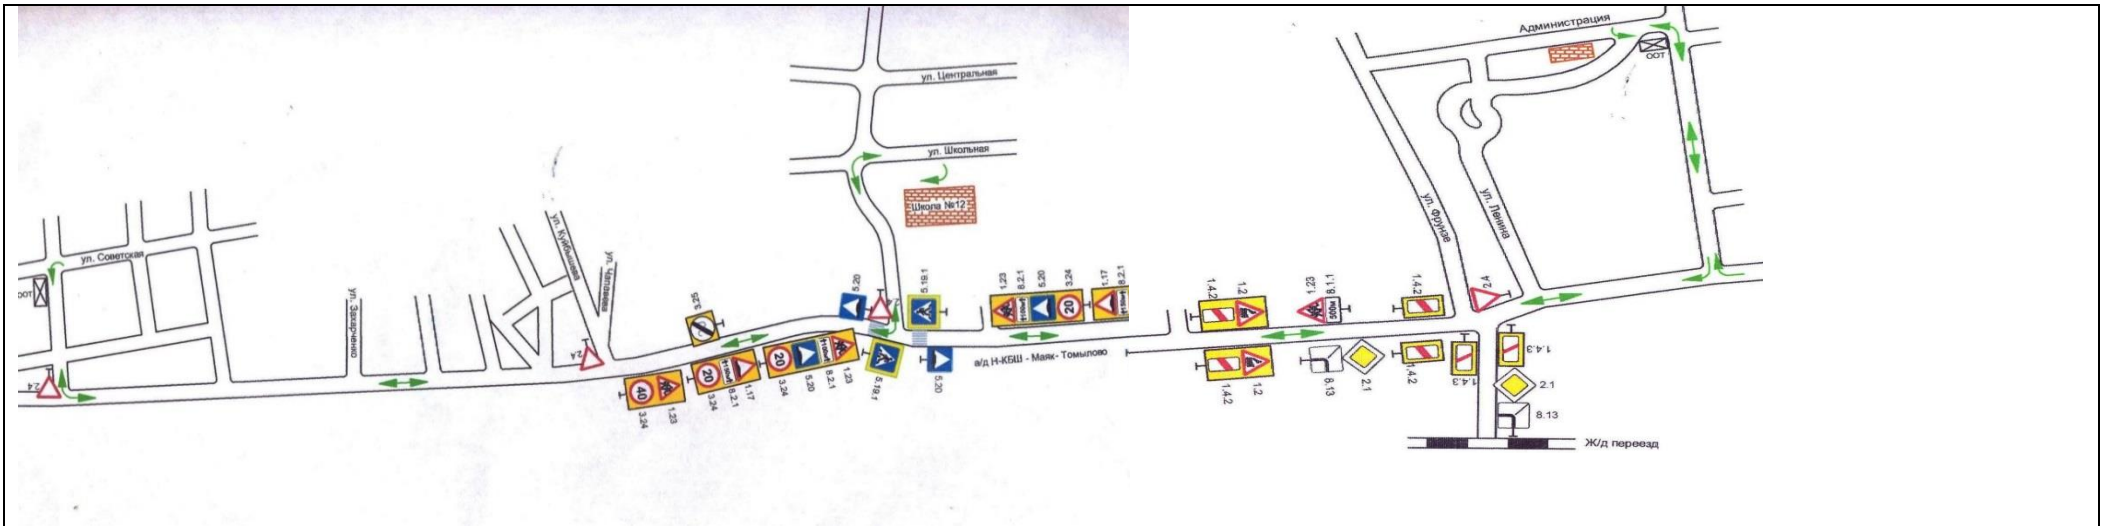 Администрация
ООТ
ул. Центральная
ул. Школьная
Школа №12
ул. Фрунзе
ул. Ленина
ул. Советская
ООТ
ул. Захарченко
ул. Куйбышева
ул. Чапаева
2.4
2.4
3.25
5.20
5.19.1
1.23
8.2.1
5.20
3.24
1.17
8.2.1
20
1.4.2
1.2
1.23
8.1.1
500м
1.4.2
2.4
а/д Н-КБШ - Маяк- Томылово
40
3.24
1.23
20
3.24
8.2.1
1.17
20
3.24
5.20
8.2.1
1.23
5.19.1
5.20
1.4.2
1.2
8.13
2.1
1.4.2
1.4.3
1.4.3
2.1
8.13
Ж/д переезд